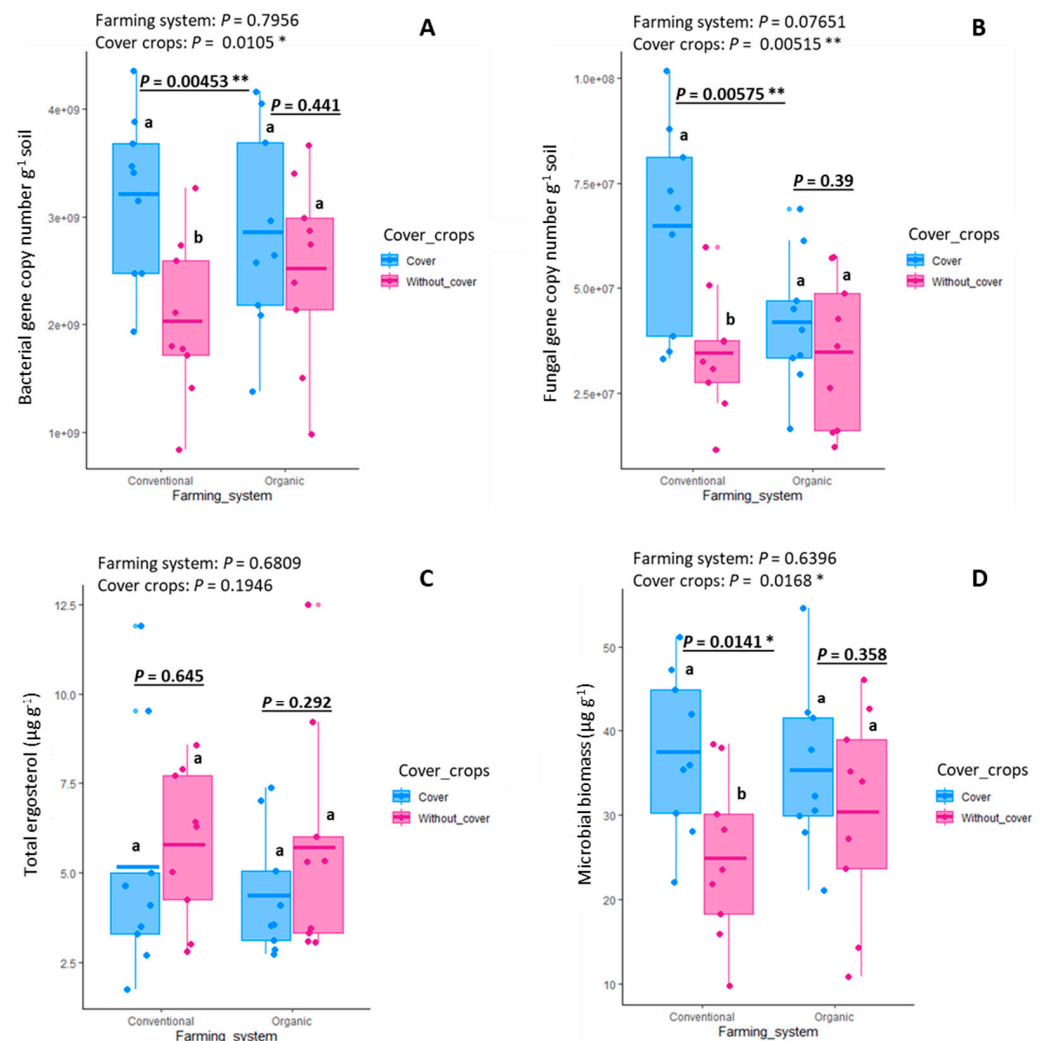 Farming system: P = 0.7956
Cover crops: P = 0.0105 *
A
P = 0.00453 **
P = 0.441
a
a
a
b
Bacterial gene copy number g-1 soil
4e+09
3e+09
2e+09
1e+09
Conventional
Organic
Farming_system
Cover_crops
Cover
Without_cover
Farming system: P = 0.07651
Cover crops: P = 0.00515 **
B
P = 0.00575 **
P = 0.39
a
a
a
b
Fungal gene copy number g-1 soil
1.0e+08
7.5e+07
5.0e+07
2.5e+07
Conventional
Organic
Farming_system
Cover_crops
Cover
Without_cover
Farming system: P = 0.6809
Cover crops: P = 0.1946
C
P = 0.645
P = 0.292
a
a
a
a
Total ergosterol (µg g-1)
12.5
10.0
7.5
5.0
2.5
Conventional
Organic
Farming_system
Cover_crops
Cover
Without_cover
Farming system: P = 0.6396
Cover crops: P = 0.0168 *
D
P = 0.0141 *
P = 0.358
a
a
a
b
Microbial biomass (µg g-1)
50
40
30
20
10
Conventional
Organic
Farming_system
Cover_crops
Cover
Without_cover